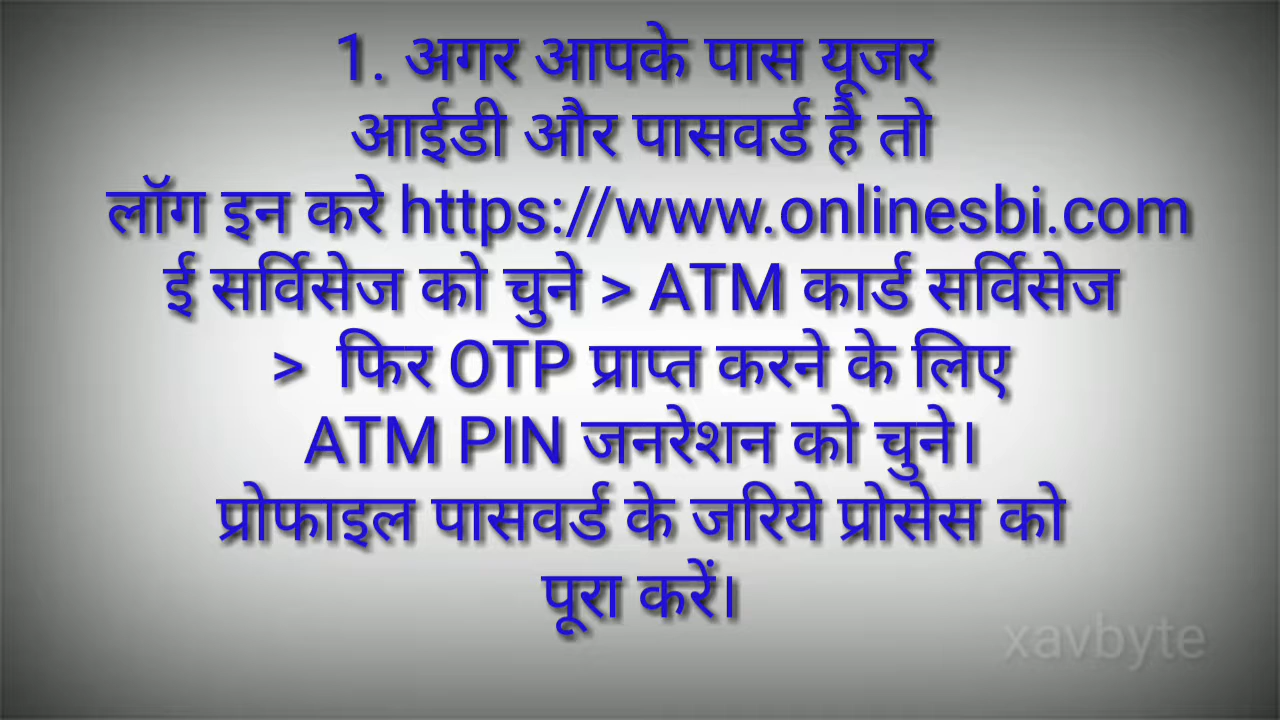 1. अगर आपके पास यूजर
आईडी और पासवर्ड हैं तो
लॉग इन करे https://www.onlinesbi.com
ई सर्विसेज को चुने > ATM कार्ड सर्विसेज
> फिर OTP प्राप्त करने के लिए
ATM PIN जनरेशन को चुने।
प्रोफाइल पासवर्ड के जरिये प्रोसेस को
पूरा करें।
xavbyte